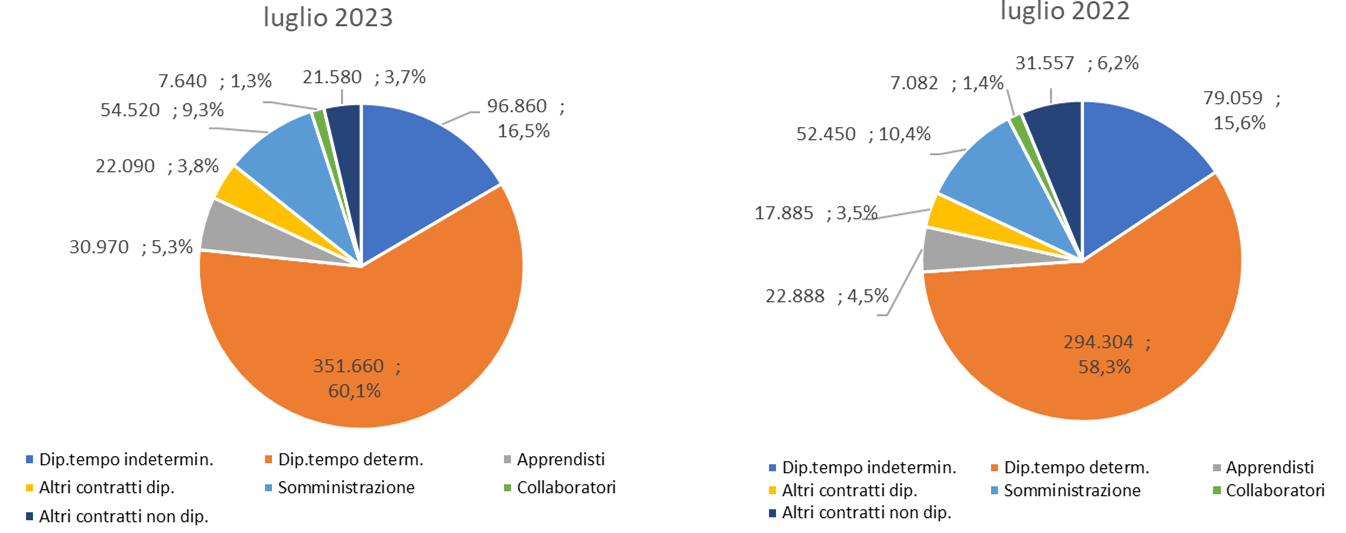 luglio 2023
7.640 ; 1,3%
21.580 ; 3,7%
54.520 ; 9,3%
96.860 ;
16,5%
22.090 ; 3,8%
30.970 ; 5,3%
351.660 ;
60,1%
Dip.tempo indetermin.
Dip.tempo determ.
Apprendisti
Altri contratti dip.
Somministrazione
Collaboratori
Altri contratti non dip.
luglio 2022
31.557 ; 6,2%
7.082 ; 1,4%
79.059 ;
15,6%
52.450 ; 10,4%
17.885 ; 3,5%
22.888 ; 4,5%
294.304 ;
58,3%
Dip.tempo indetermin.
Dip.tempo determ.
Apprendisti
Altri contratti dip.
Somministrazione
Collaboratori
Altri contratti non dip.